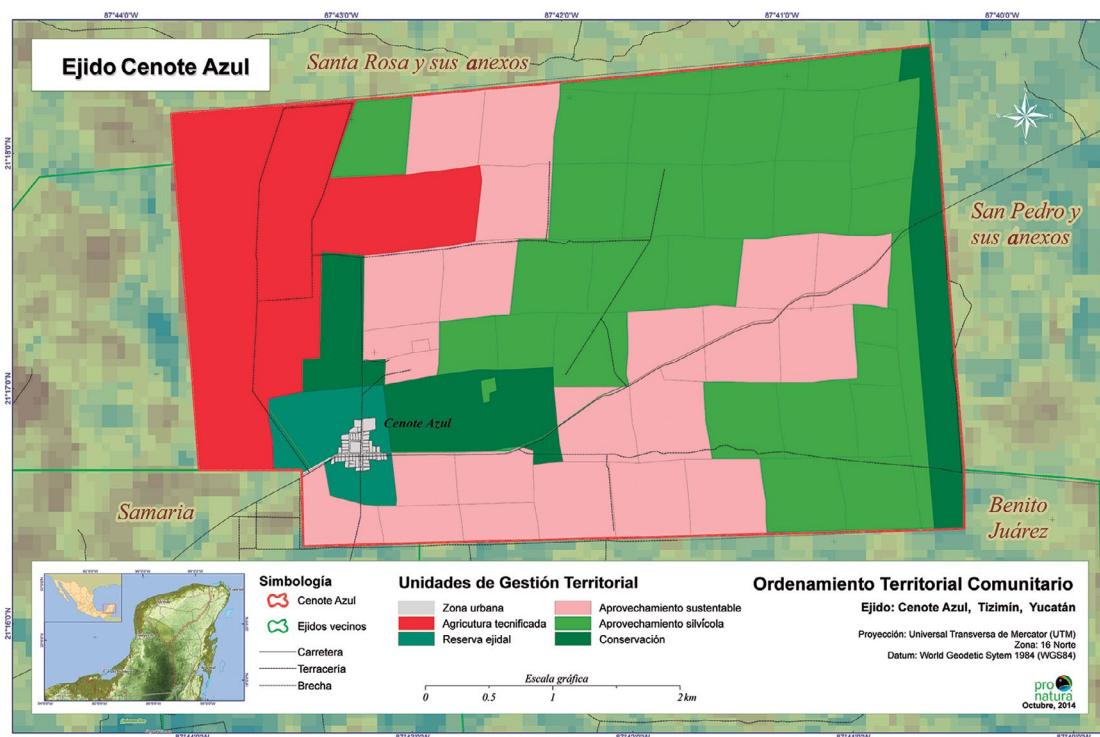 87°44'0"W 87°43'0"W 87°42'0"W 87°41'0"W 87°40'0"W
Ejido Cenote Azul
Santa Rosa y sus anexos
21°18'0"N
San Pedro y
sus anexos
21°17'0"N
Cenote Azul
Samaria
Benito
Juárez
21°16'0"N
Simbología
Cenote Azul
Ejidos vecinos
Carretera
Terracería
Brecha
Unidades de Gestión Territorial
Zona urbana
Agricutura tecnificada
Reserva ejidal
Aprovechamiento sustentable
Aprovechamiento silvícola
Conservación
Escala gráfica
0 0.5 1 2 km
Ordenamiento Territorial Comunitario
Ejido: Cenote Azul, Tizimín, Yucatán
Proyección: Universal Transversa de Mercator (UTM)
Zona: 16 Norte
Datum: World Geodetic Sytem 1984 (WGS84)
pro
natura
Octubre, 2014